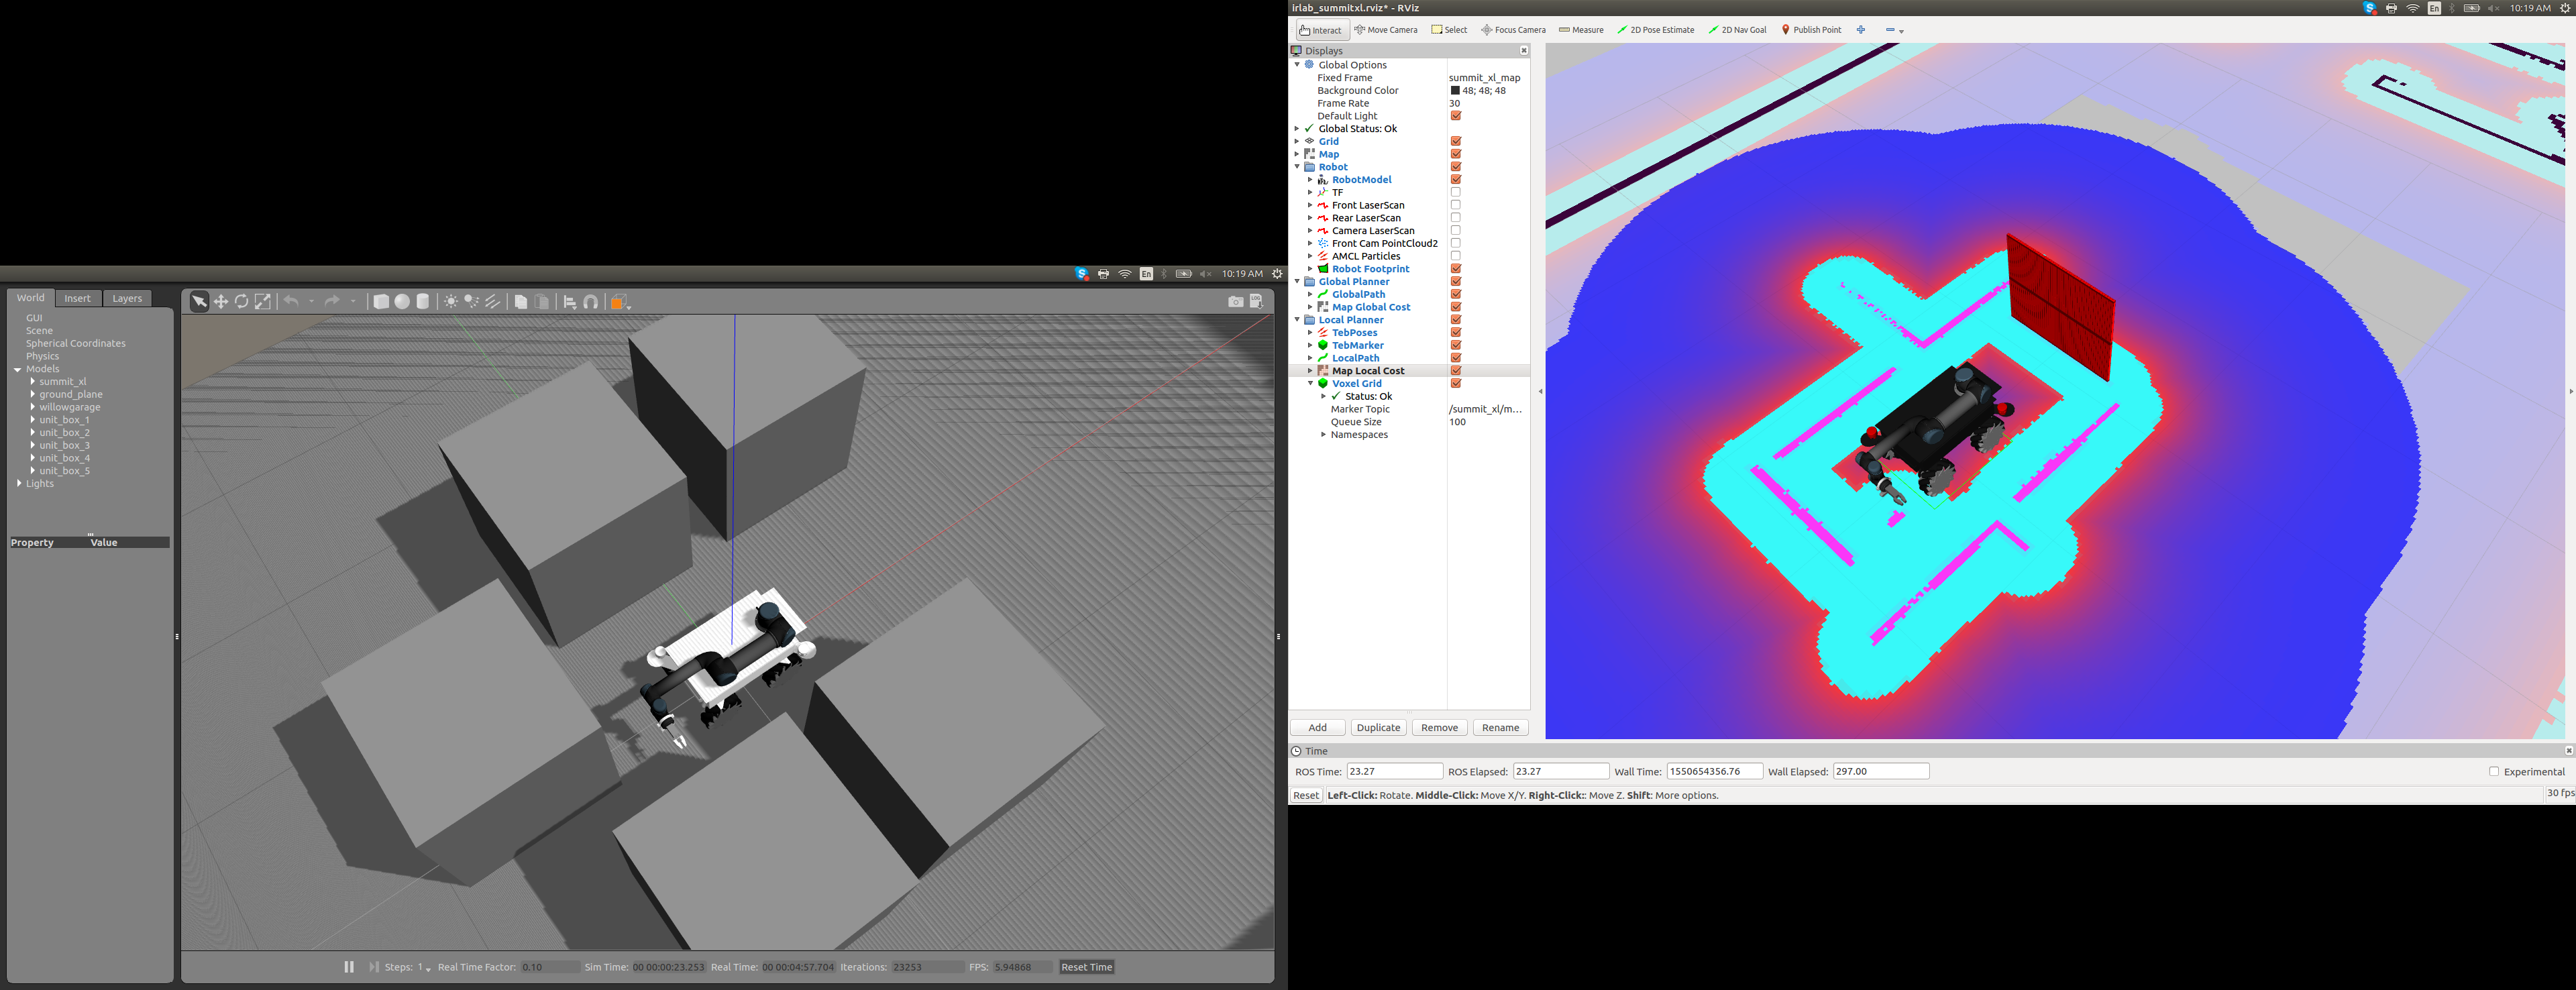 En
10:19 AM
World
Insert
Layers
GUI
Scene
Spherical Coordinates
Physics
Models
summit_xl
ground_plane
willowgarage
unit_box_1
unit_box_2
unit_box_3
unit_box_4
unit_box_5
Lights
Property Value
LOG
Steps: 1 Real Time Factor: 0.10 Sim Time: 00 00:00:23.253 Real Time: 00 00:04:57.704 Iterations: 23253 FPS: 5.94868 Reset Time
irlab_summitxl.rviz* - RViz
En
10:19 AM
Interact Move Camera Select Focus Camera Measure 2D Pose Estimate 2D Nav Goal Publish Point
Displays
Global Options
Fixed Frame summit_xl_map
Background Color 48; 48; 48
Frame Rate 30
Default Light
Global Status: Ok
Grid
Map
Robot
RobotModel
TF
Front LaserScan
Rear LaserScan
Camera LaserScan
Front Cam PointCloud2
AMCL Particles
Robot Footprint
Global Planner
GlobalPath
Map Global Cost
Local Planner
TebPoses
TebMarker
LocalPath
Map Local Cost
Voxel Grid
Status: Ok
Marker Topic /summit_xl/m...
Queue Size 100
Namespaces
Add Duplicate Remove Rename
Time
ROS Time: 23.27 ROS Elapsed: 23.27 Wall Time: 1550654356.76 Wall Elapsed: 297.00 Experimental
Reset Left-Click: Rotate. Middle-Click: Move X/Y. Right-Click:: Move Z. Shift: More options. 30 fps